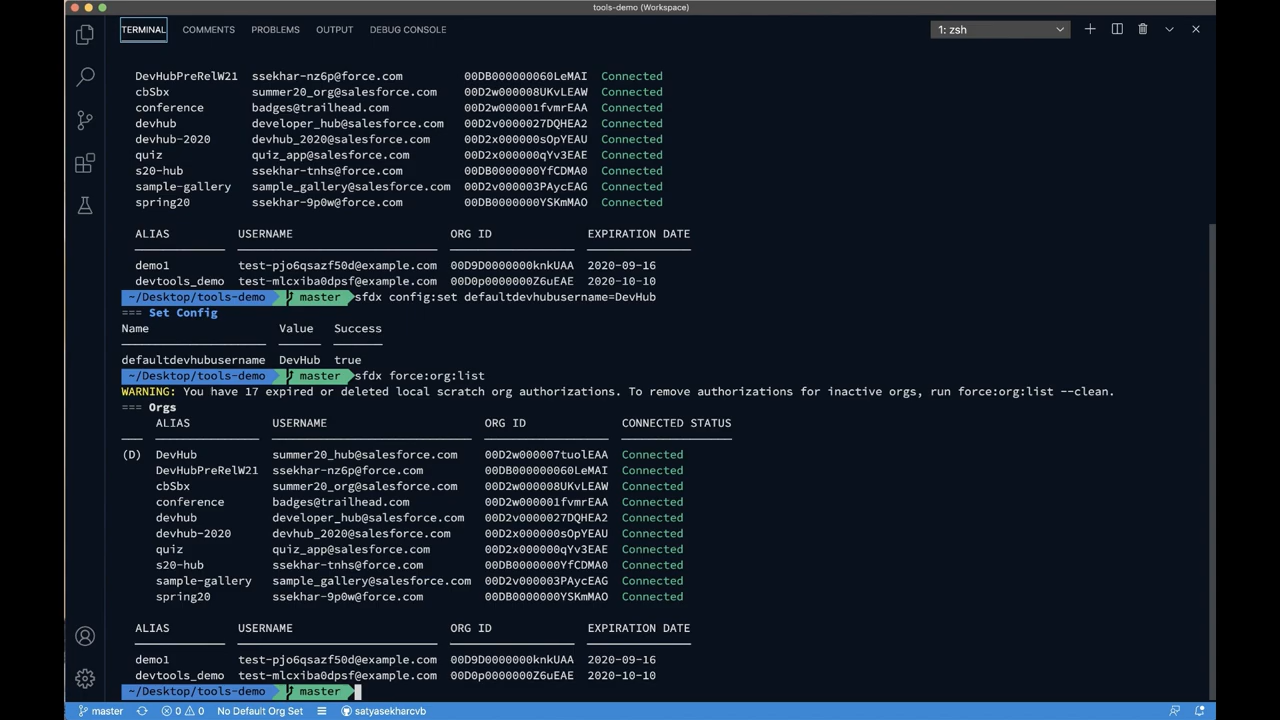 tools-demo (Workspace)
TERMINAL COMMENTS PROBLEMS OUTPUT DEBUG CONSOLE 1: zsh
DevHubPreRelW21 ssekhar-nz6p@force.com 00DB000000060LeMAI Connected
cbSbx summer20_org@salesforce.com 00D2w000008UKvLEAW Connected
conference badges@trailhead.com 00D2w000001fvmrEAA Connected
devhub developer_hub@salesforce.com 00D2v0000027DQHEA2 Connected
devhub-2020 devhub_2020@salesforce.com 00D2x000000sOpYEAU Connected
quiz quiz_app@salesforce.com 00D2x000000qYv3EAE Connected
s20-hub ssekhar-tnhs@force.com 00DB0000000YfCDMA0 Connected
sample-gallery sample_gallery@salesforce.com 00D2v000003PAycEAG Connected
spring20 ssekhar-9p0w@force.com 00DB0000000YSKmMAO Connected
ALIAS USERNAME ORG ID EXPIRATION DATE
demo1 test-pjo6qsazf50d@example.com 00D9D0000000knkUAA 2020-09-16
devtools_demo test-mlcxiba0dpsf@example.com 00D0p0000000Z6uEAE 2020-10-10
~/Desktop/tools-demo master sfdx config:set defaultdevhubusername=DevHub
=== Set Config
Name Value Success
defaultdevhubusername DevHub true
~/Desktop/tools-demo master sfdx force:org:list
WARNING: You have 17 expired or deleted local scratch org authorizations. To remove authorizations for inactive orgs, run force:org:list --clean.
=== Orgs
ALIAS USERNAME ORG ID CONNECTED STATUS
(D) DevHub summer20_hub@salesforce.com 00D2w000007tuolEAA Connected
DevHubPreRelW21 ssekhar-nz6p@force.com 00DB000000060LeMAI Connected
cbSbx summer20_org@salesforce.com 00D2w000008UKvLEAW Connected
conference badges@trailhead.com 00D2w000001fvmrEAA Connected
devhub developer_hub@salesforce.com 00D2v0000027DQHEA2 Connected
devhub-2020 devhub_2020@salesforce.com 00D2x000000sOpYEAU Connected
quiz quiz_app@salesforce.com 00D2x000000qYv3EAE Connected
s20-hub ssekhar-tnhs@force.com 00DB0000000YfCDMA0 Connected
sample-gallery sample_gallery@salesforce.com 00D2v000003PAycEAG Connected
spring20 ssekhar-9p0w@force.com 00DB0000000YSKmMAO Connected
ALIAS USERNAME ORG ID EXPIRATION DATE
demo1 test-pjo6qsazf50d@example.com 00D9D0000000knkUAA 2020-09-16
devtools_demo test-mlcxiba0dpsf@example.com 00D0p0000000Z6uEAE 2020-10-10
~/Desktop/tools-demo master
master 0 0 No Default Org Set satyasekharcvb